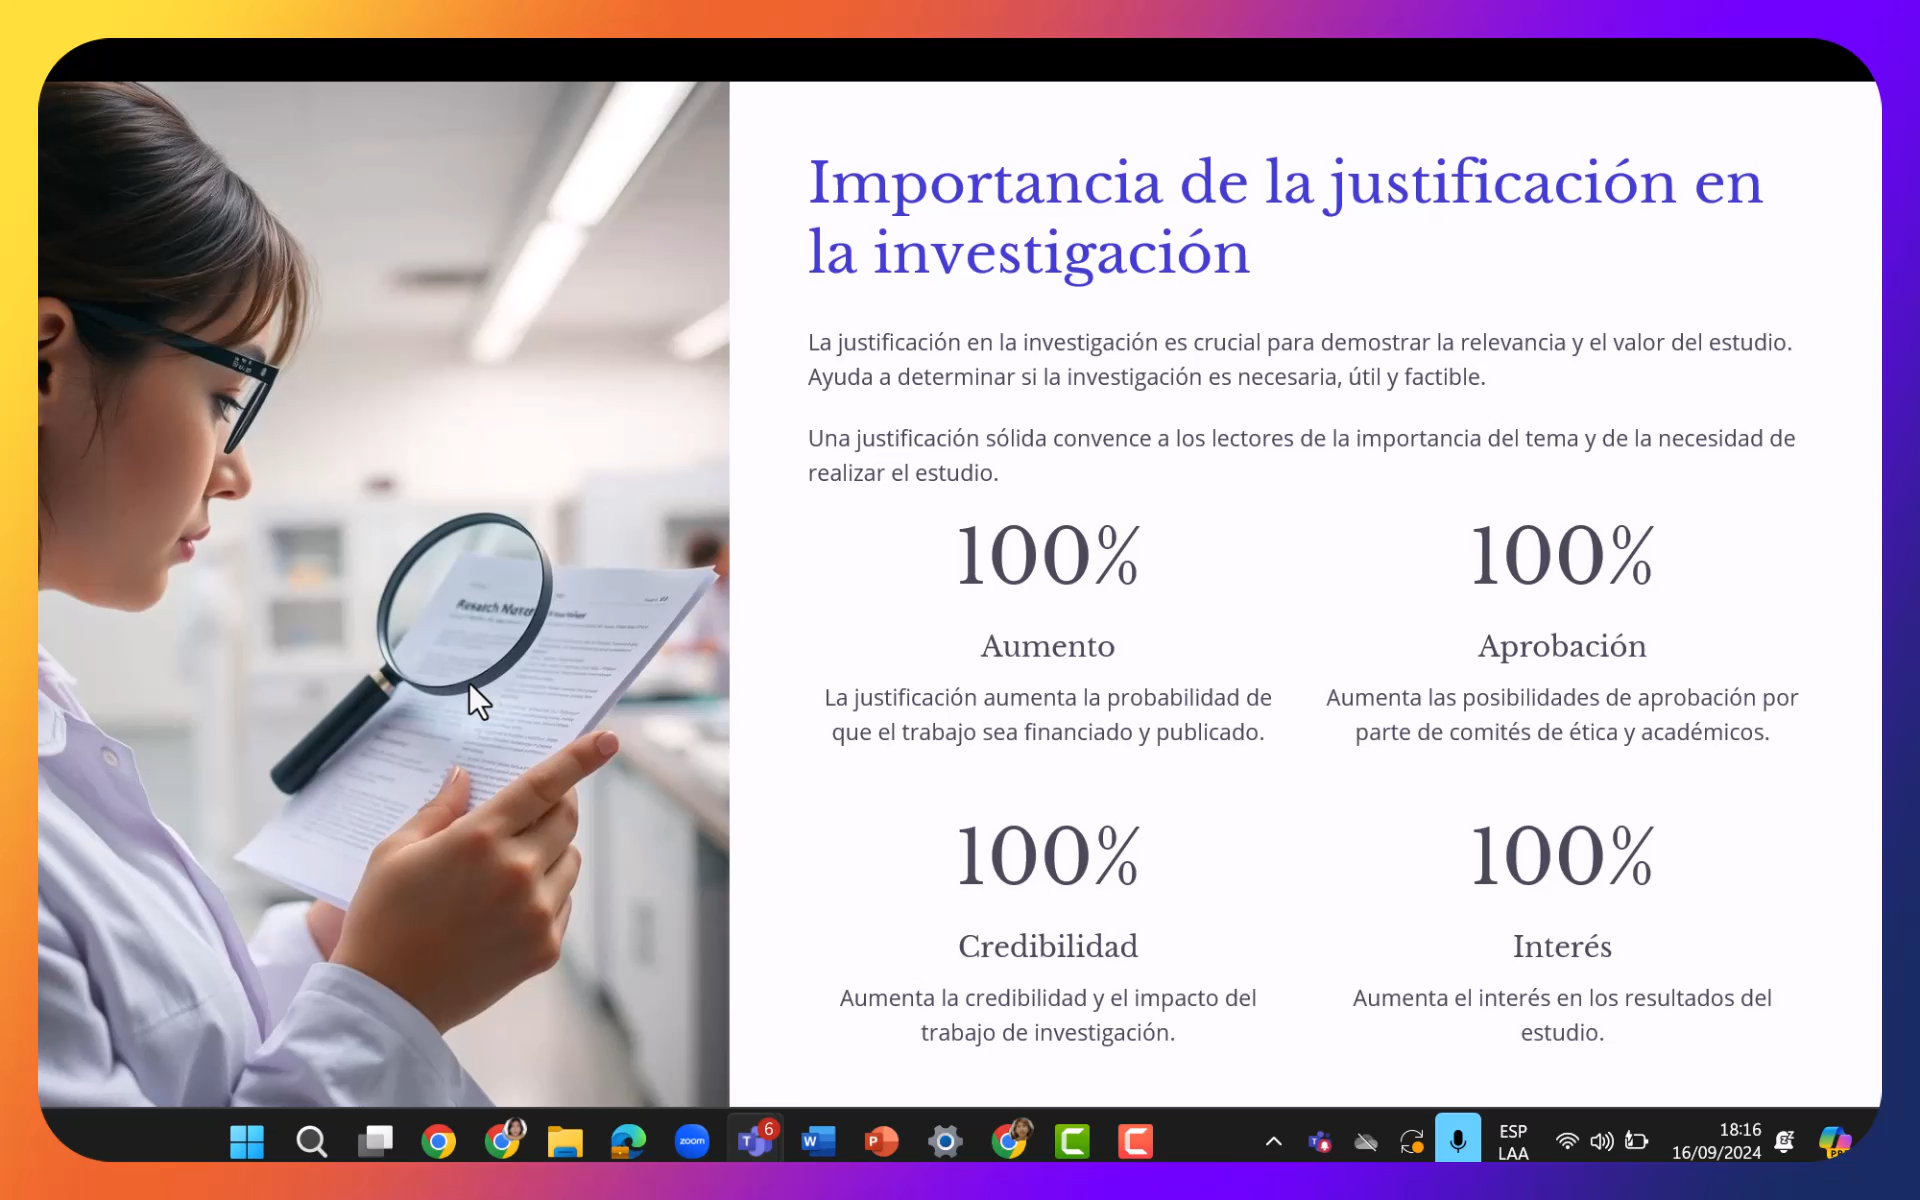 Importancia de la justificación en
la investigación
La justificación en la investigación es crucial para demostrar la relevancia y el valor del estudio.
Ayuda a determinar si la investigación es necesaria, útil y factible.
Una justificación sólida convence a los lectores de la importancia del tema y de la necesidad de
realizar el estudio.
100%
Aumento
La justificación aumenta la probabilidad de
que el trabajo sea financiado y publicado.
100%
Aprobación
Aumenta las posibilidades de aprobación por
parte de comités de ética y académicos.
100%
Credibilidad
Aumenta la credibilidad y el impacto del
trabajo de investigación.
100%
Interés
Aumenta el interés en los resultados del
estudio.
zoom
T
6
W
P
ESP
LAA
18:16
16/09/2024